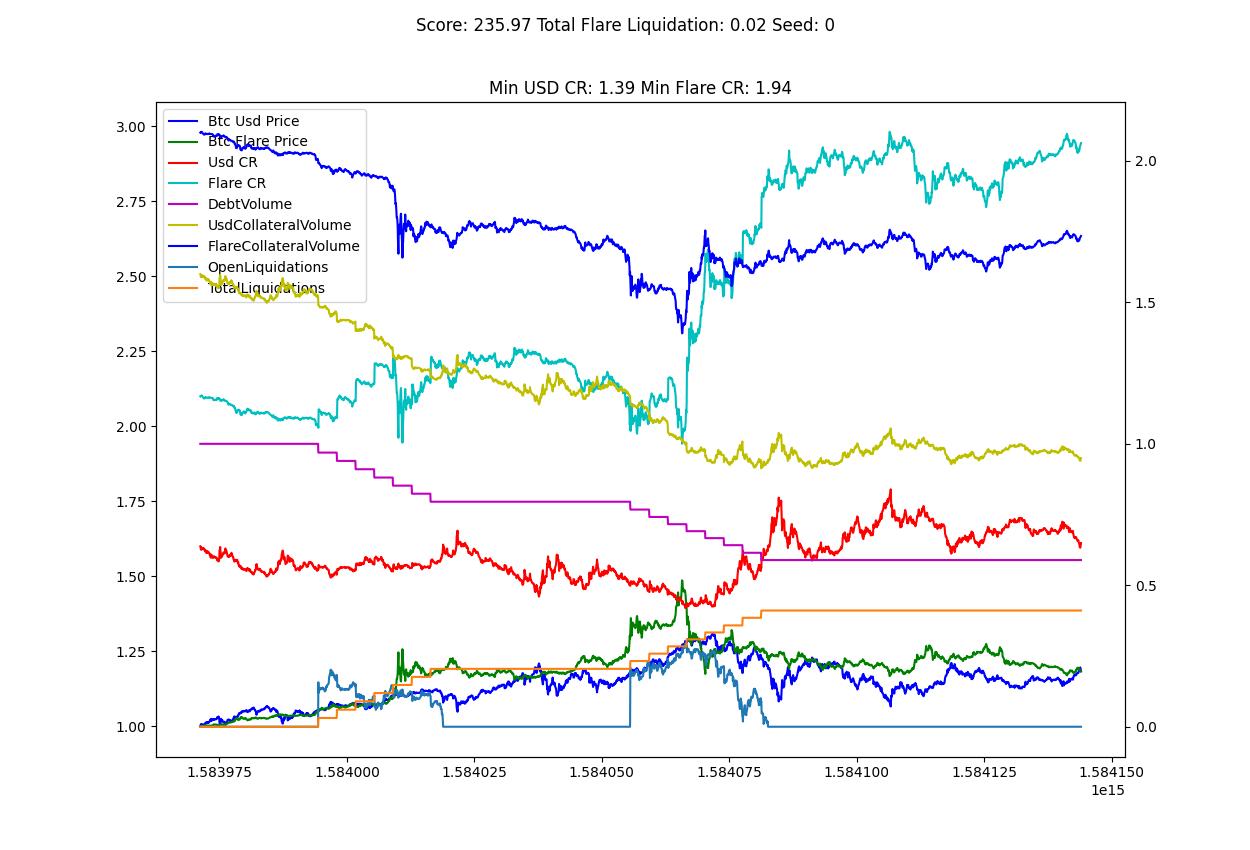 Score: 235.97 Total Flare Liquidation: 0.02 Seed: 0
Min USD CR: 1.39 Min Flare CR: 1.94
Btc Usd Price
Btc Flare Price
Usd CR
Flare CR
DebtVolume
UsdCollateralVolume
FlareCollateralVolume
OpenLiquidations
TotalLiquidations
3.00
2.75
2.50
2.25
2.00
1.75
1.50
1.25
1.00
2.0
1.5
1.0
0.5
0.0
1.583975 1.584000 1.584025 1.584050 1.584075 1.584100 1.584125 1.584150
1e15